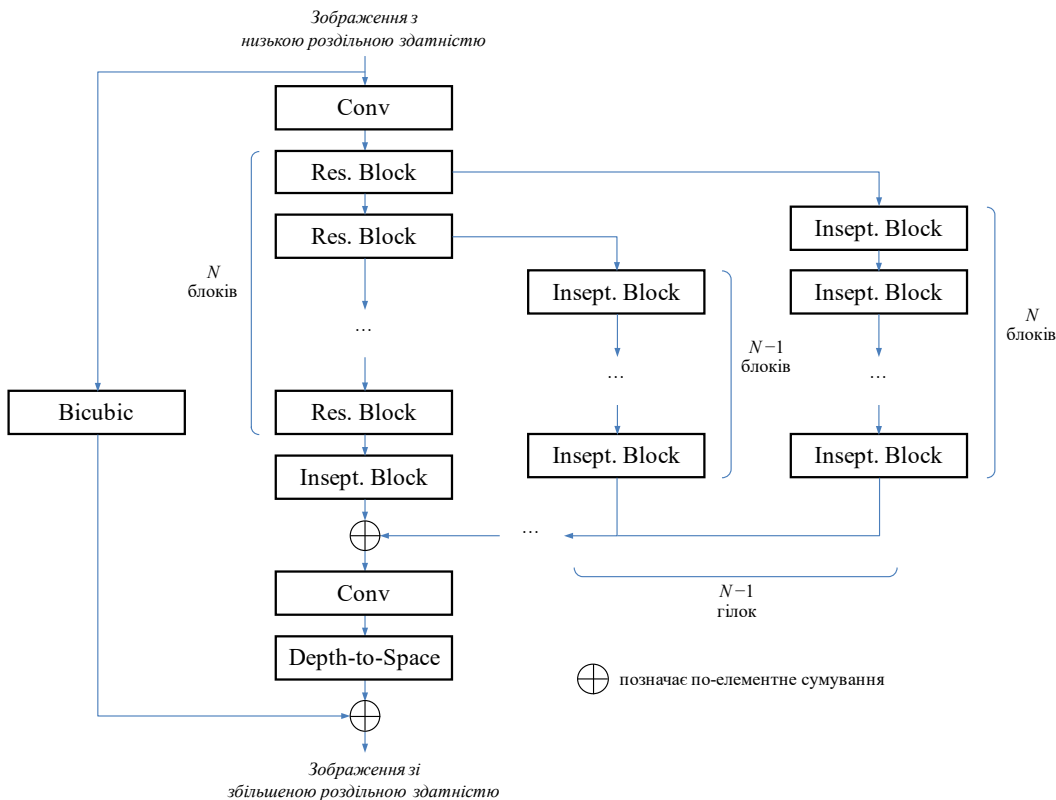 Зображення з
низькою роздільною здатністю
Conv
Res. Block
Res. Block
Insept. Block
N
блоків
Insept. Block
Insept. Block
N
блоків
...
N−1
блоків
...
...
Bicubic
Res. Block
Insept. Block
Insept. Block
Insept. Block
...
Conv
N−1
гілок
Depth-to-Space
позначає по-елементне сумування
Зображення зі
збільшеною роздільною здатністю